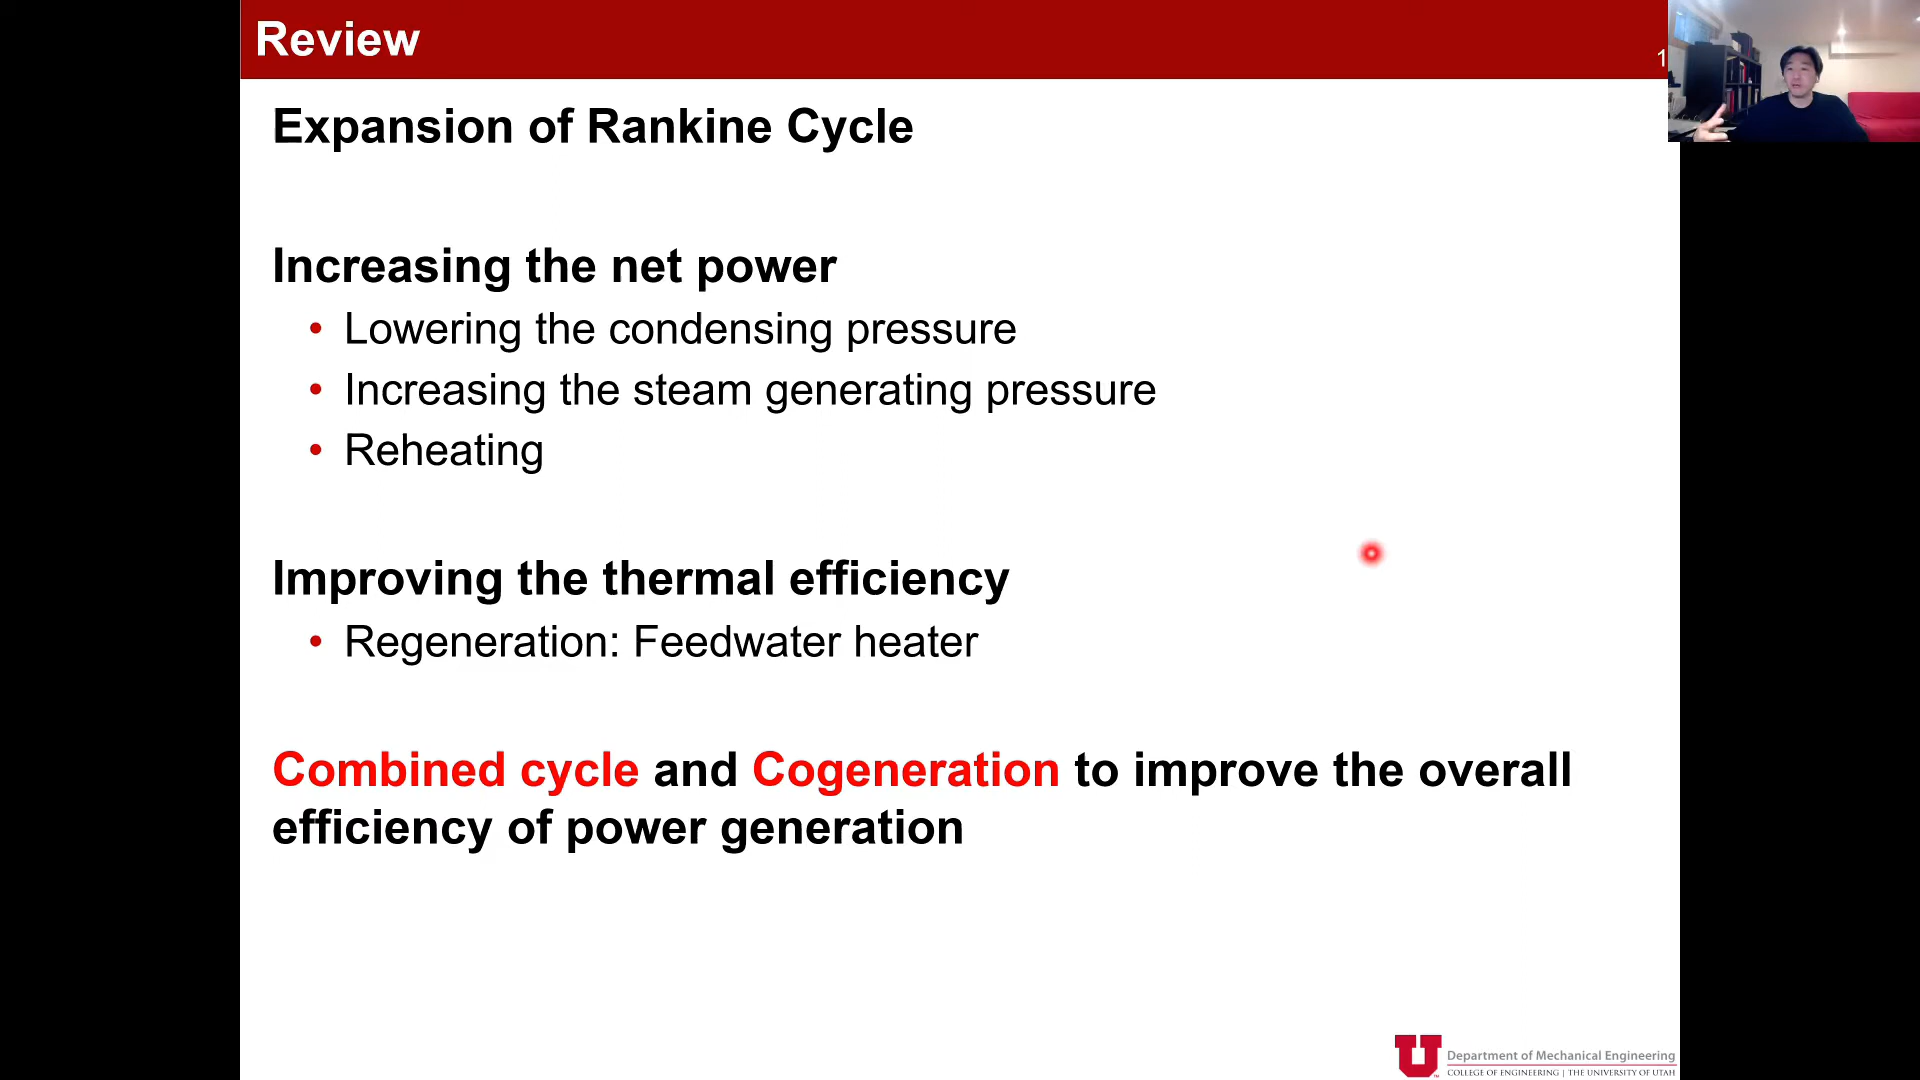 Review
1
Expansion of Rankine Cycle
Increasing the net power
• Lowering the condensing pressure
• Increasing the steam generating pressure
• Reheating
Improving the thermal efficiency
• Regeneration: Feedwater heater
Combined cycle and Cogeneration to improve the overall
efficiency of power generation
Department of Mechanical Engineering
COLLEGE OF ENGINEERING | THE UNIVERSITY OF UTAH